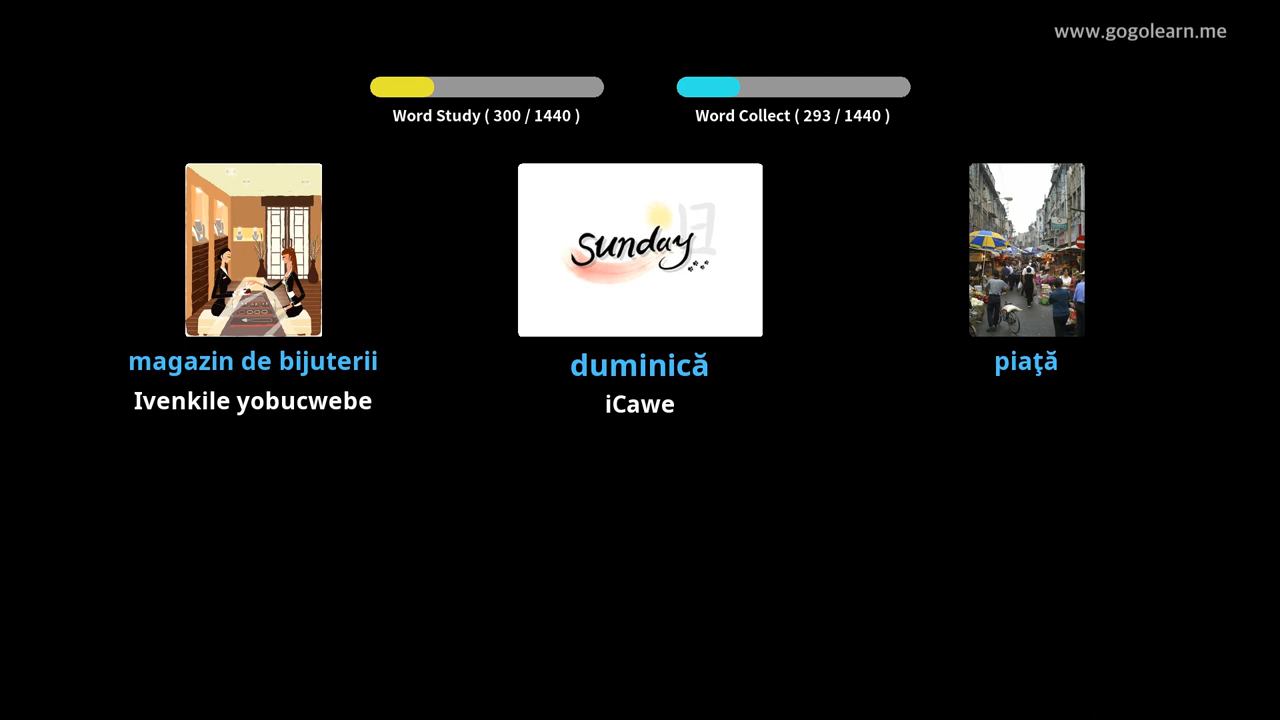 www.gogolearn.me
Word Study ( 300 / 1440 )
Word Collect ( 293 / 1440 )
Sunday
magazin de bijuterii
duminică
piaţă
Ivenkile yobucwebe
iCawe